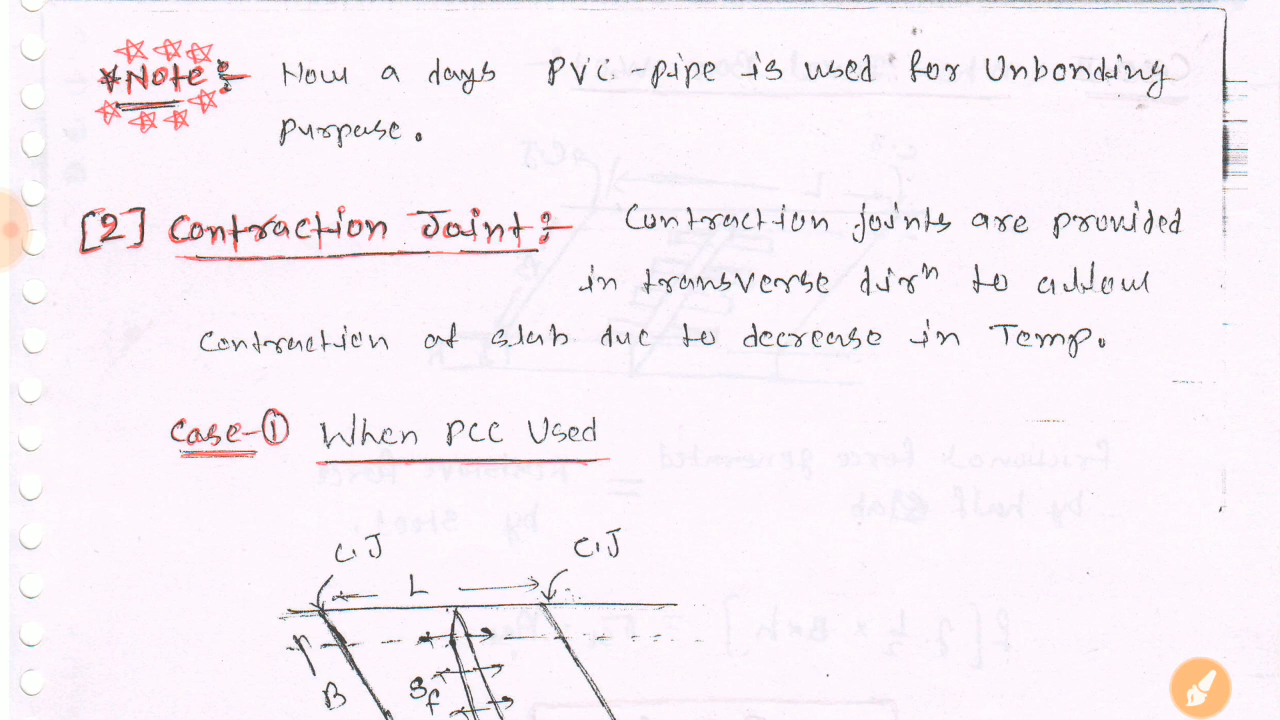 *Note:- Now a days PVC-pipe is used for Unbonding
purpose.
[2] Contraction Joint:- Contraction joints are provided
in transverse dirⁿ to allow
contraction of slab due to decrease in Temp.
Case-① When PCC Used
C.J C.J
L
B Sf